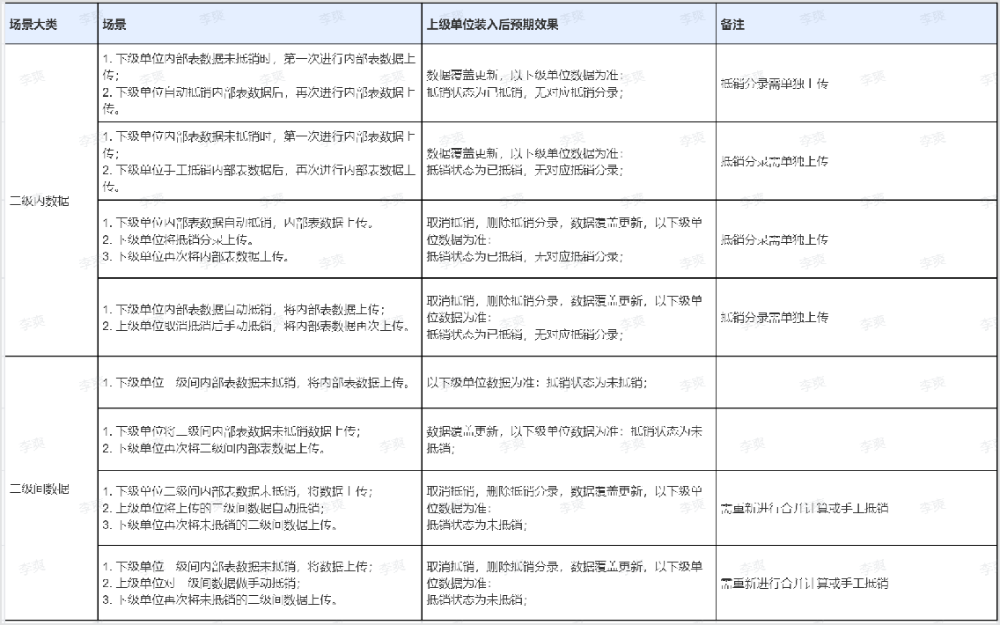 场景大类
场景
上级单位装入后预期效果
备注
二级内数据
1. 下级单位内部表数据未抵销时，第一次进行内部表数据上
传；
2. 下级单位自动抵销内部表数据后，再次进行内部表数据上
传。
数据覆盖更新，以下级单位数据为准：
抵销状态为已抵销，无对应抵销分录；
抵销分录需单独上传
1. 下级单位内部表数据未抵销时，第一次进行内部表数据上
传；
2. 下级单位手工抵销内部表数据后，再次进行内部表数据上
传。
数据覆盖更新，以下级单位数据为准：
抵销状态为已抵销，无对应抵销分录；
抵销分录需单独上传
1. 下级单位内部表数据自动抵销，内部表数据上传。
2. 下级单位将抵销分录上传。
3. 下级单位再次将内部表数据上传。
取消抵销，删除抵销分录，数据覆盖更新，以下级单
位数据为准：
抵销状态为已抵销，无对应抵销分录；
抵销分录需单独上传
1. 下级单位内部表数据自动抵销，将内部表数据上传；
2. 上级单位取消抵消后手动抵销，将内部表数据再次上传。
取消抵销，删除抵销分录，数据覆盖更新，以下级单
位数据为准：
抵销状态为已抵销，无对应抵销分录；
抵销分录需单独上传
二级间数据
1. 下级单位二级间内部表数据未抵销，将内部表数据上传。
以下级单位数据为准：抵销状态为未抵销；
1. 下级单位将二级间内部表数据未抵销数据上传；
2. 下级单位再次将二级间内部表数据上传。
数据覆盖更新，以下级单位数据为准：抵销状态为未
抵销；
1. 下级单位二级间内部表数据未抵销，将数据上传；
2. 上级单位将上传的二级间数据自动抵销；
3. 下级单位再次将未抵销的二级间数据上传。
取消抵销，删除抵销分录，数据覆盖更新，以下级单
位数据为准：
抵销状态为未抵销；
需重新进行合并计算或手工抵销
1. 下级单位二级间内部表数据未抵销，将数据上传；
2. 上级单位对二级间数据做手动抵销；
3. 下级单位再次将未抵销的二级间数据上传。
取消抵销，删除抵销分录，数据覆盖更新，以下级单
位数据为准：
抵销状态为未抵销；
需重新进行合并计算或手工抵销
李爽